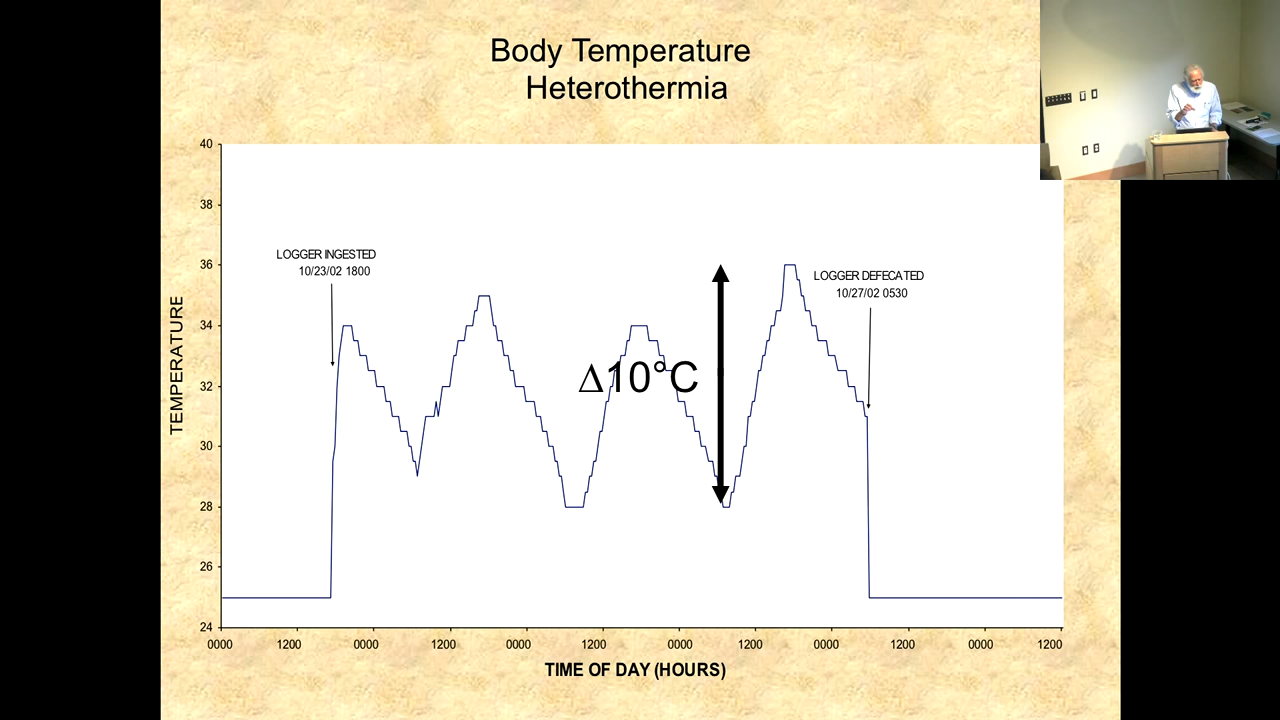 Body Temperature
Heterothermia
40
38
36
34
32
30
28
26
24
TEMPERATURE
LOGGER INGESTED
10/23/02 1800
LOGGER DEFECATED
10/27/02 0530
Δ10°C
0000 1200 0000 1200 0000 1200 0000 1200 0000 1200 0000 1200
TIME OF DAY (HOURS)